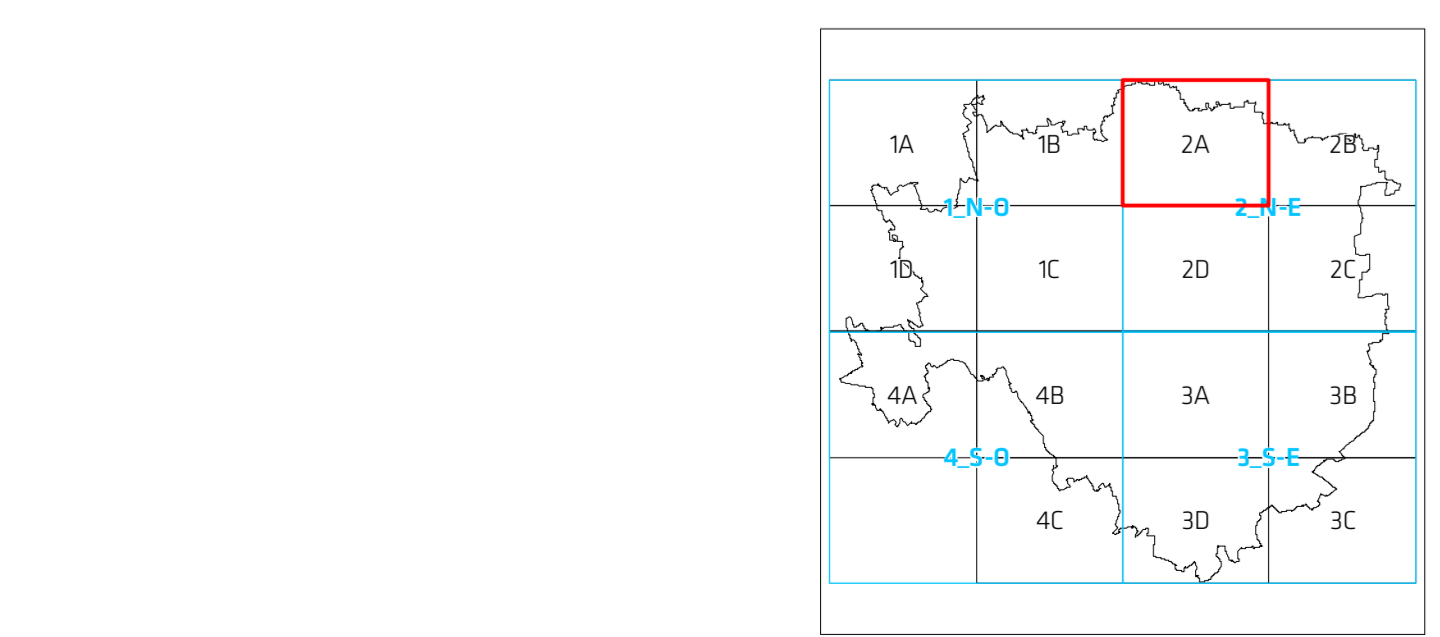 1A 1B 2A 2B
1_N-O 2_N-E
1D 1C 2D 2C
4A 4B 3A 3B
4_S-O 3_S-E
4C 3D 3C